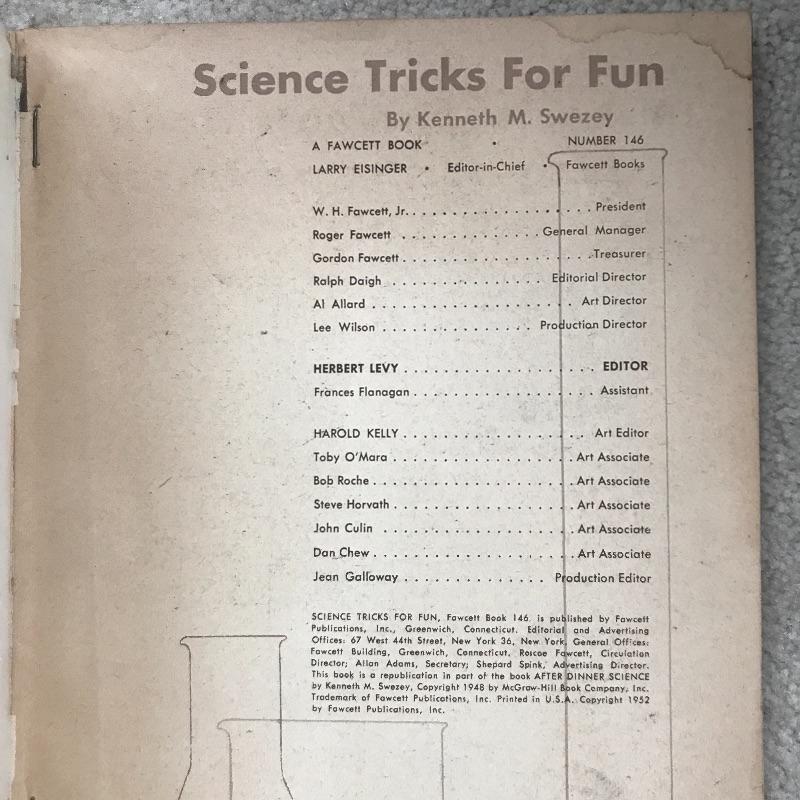 Science Tricks For Fun
By Kenneth M. Swezey
A FAWCETT BOOK • NUMBER 146
LARRY EISINGER • Editor-in-Chief • Fawcett Books
W. H. Fawcett, Jr. . . . . . . . . . . . . . . . . . . . President
Roger Fawcett . . . . . . . . . . . . . . . General Manager
Gordon Fawcett . . . . . . . . . . . . . . . . . . . . Treasurer
Ralph Daigh . . . . . . . . . . . . . . . . . Editorial Director
Al Allard . . . . . . . . . . . . . . . . . . . . . Art Director
Lee Wilson . . . . . . . . . . . . . . . . Production Director
HERBERT LEVY . . . . . . . . . . . . . . . . . . . . EDITOR
Frances Flanagan . . . . . . . . . . . . . . . . . . . Assistant
HAROLD KELLY . . . . . . . . . . . . . . . . . . . Art Editor
Toby O'Mara . . . . . . . . . . . . . . . . . . . Art Associate
Bob Roche . . . . . . . . . . . . . . . . . . . . Art Associate
Steve Horvath . . . . . . . . . . . . . . . . . . Art Associate
John Culin . . . . . . . . . . . . . . . . . . . . Art Associate
Dan Chew . . . . . . . . . . . . . . . . . . . . Art Associate
Jean Galloway . . . . . . . . . . . . . . Production Editor
SCIENCE TRICKS FOR FUN, Fawcett Book 146, is published by Fawcett
Publications, Inc., Greenwich, Connecticut. Editorial and Advertising
Offices: 67 West 44th Street, New York 36, New York. General Offices:
Fawcett Building, Greenwich, Connecticut. Roscoe Fawcett, Circulation
Director; Allan Adams, Secretary; Shepard Spink, Advertising Director.
This book is a republication in part of the book AFTER DINNER SCIENCE
by Kenneth M. Swezey, Copyright 1948 by McGraw-Hill Book Company, Inc.
Trademark of Fawcett Publications, Inc. Printed in U.S.A. Copyright 1952
by Fawcett Publications, Inc.